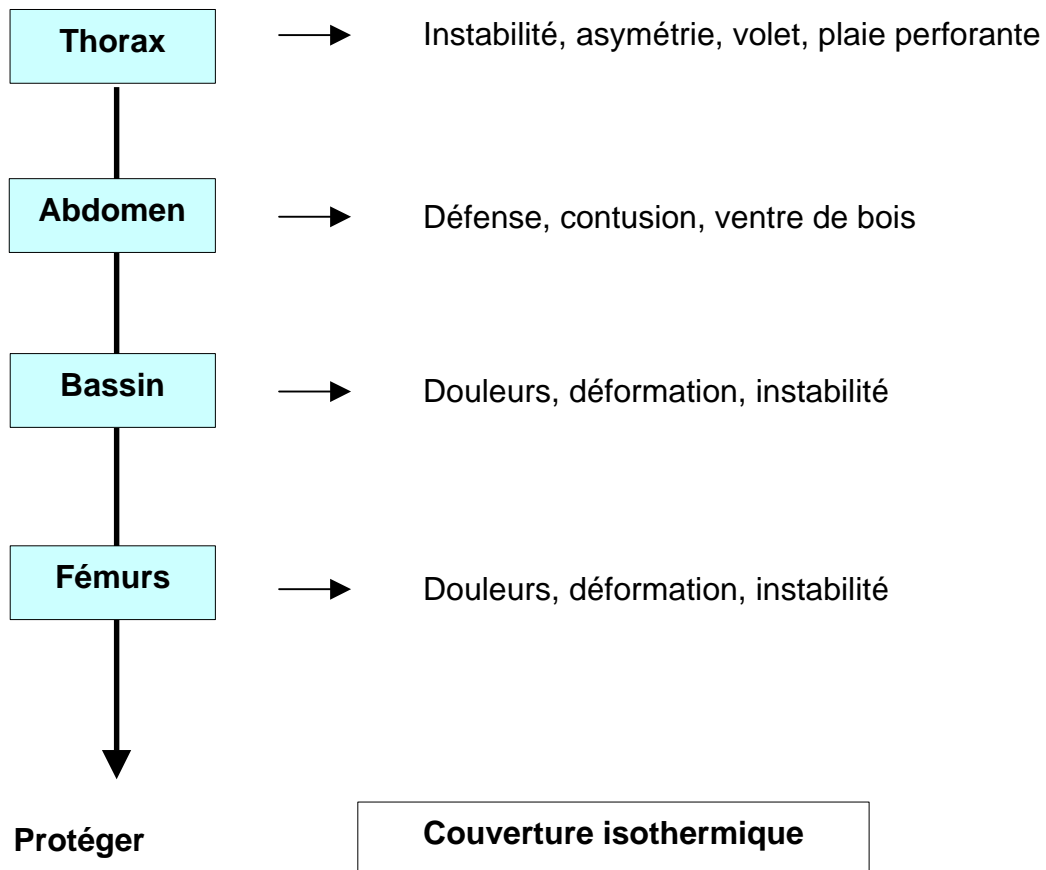 Thorax
Instabilité, asymétrie, volet, plaie perforante
Abdomen
Défense, contusion, ventre de bois
Bassin
Douleurs, déformation, instabilité
Fémurs
Douleurs, déformation, instabilité
Protéger
Couverture isothermique